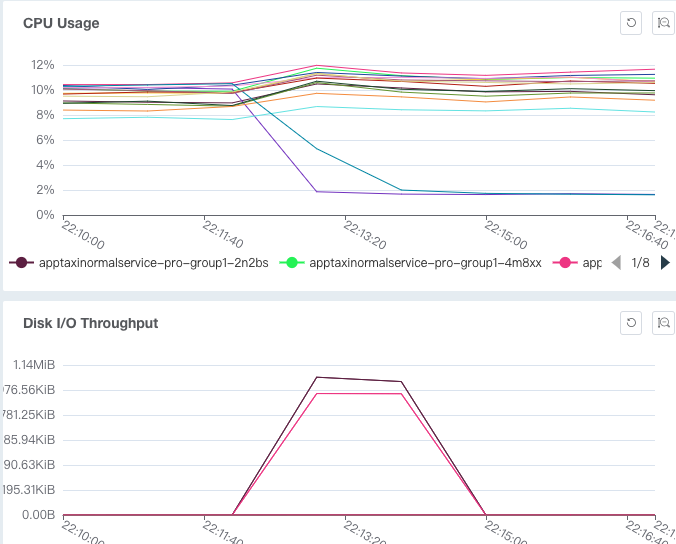 CPU Usage
12%
10%
8%
6%
4%
2%
0%
22:10:00
22:11:40
22:13:20
22:15:00
22:16:40
22:1
apptaxinormalservice-pro-group1-2n2bs
apptaxinormalservice-pro-group1-4m8xx
app
1/8
Disk I/O Throughput
1.14MiB
976.56KiB
781.25KiB
85.94KiB
90.63KiB
195.31KiB
0.00B
22:10:00
22:11:40
22:13:20
22:15:00
22:16:40
22:1